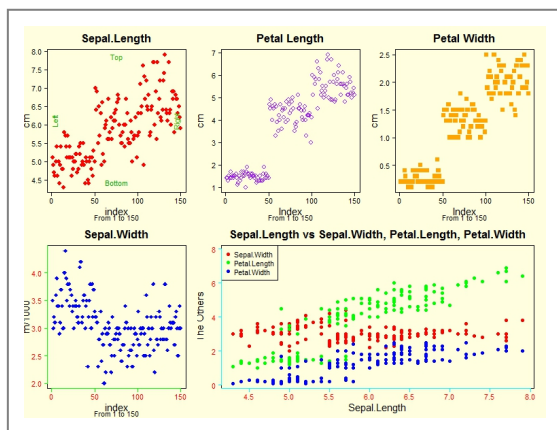 Sepal.Length
Top
Left
Bottom
cm
8.0
7.5
7.0
6.5
6.0
5.5
5.0
4.5
0
50
100
150
index
From 1 to 150
Petal Length
cm
7
6
5
4
3
2
1
0
50
100
150
Index
From 1 to 150
Petal Width
cm
2.5
2.0
1.5
1.0
0.5
0
50
100
150
Index
From 1 to 150
Sepal.Width
4.0
3.5
3.0
2.5
2.0
0
50
100
150
index
From 1 to 150
Sepal.Length vs Sepal.Width, Petal.Length, Petal.Width
Sepal.Width
Petal.Length
Petal.Width
The Others
8
6
4
2
0
4.5
5.0
5.5
6.0
6.5
7.0
7.5
8.0
Sepal.Length